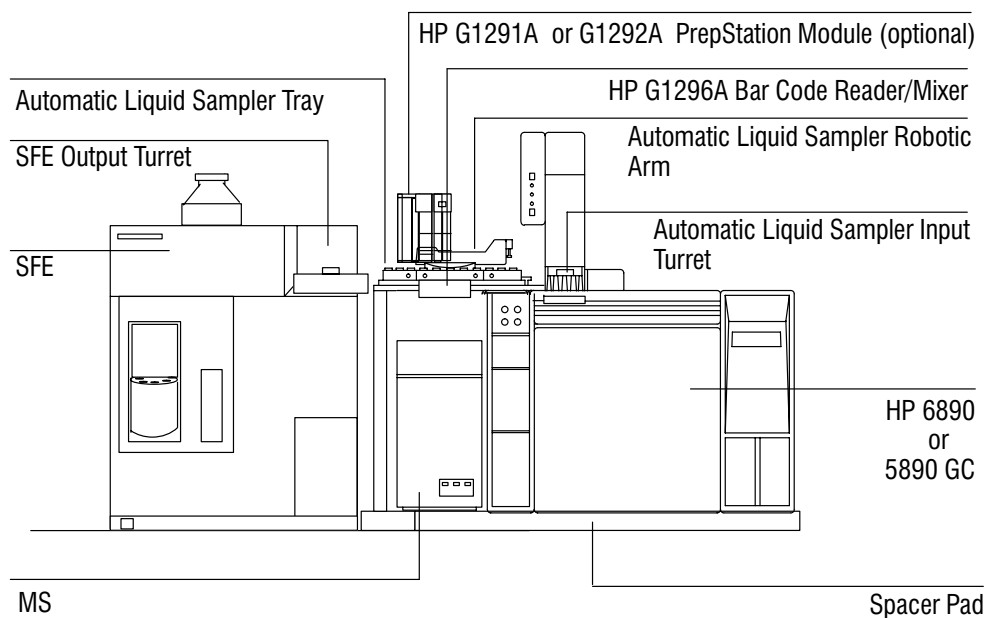 HP G1291A or G1292A PrepStation Module (optional)
Automatic Liquid Sampler Tray
HP G1296A Bar Code Reader/Mixer
SFE Output Turret
Automatic Liquid Sampler Robotic
Arm
SFE
Automatic Liquid Sampler Input
Turret
HP 6890
or
5890 GC
MS
Spacer Pad